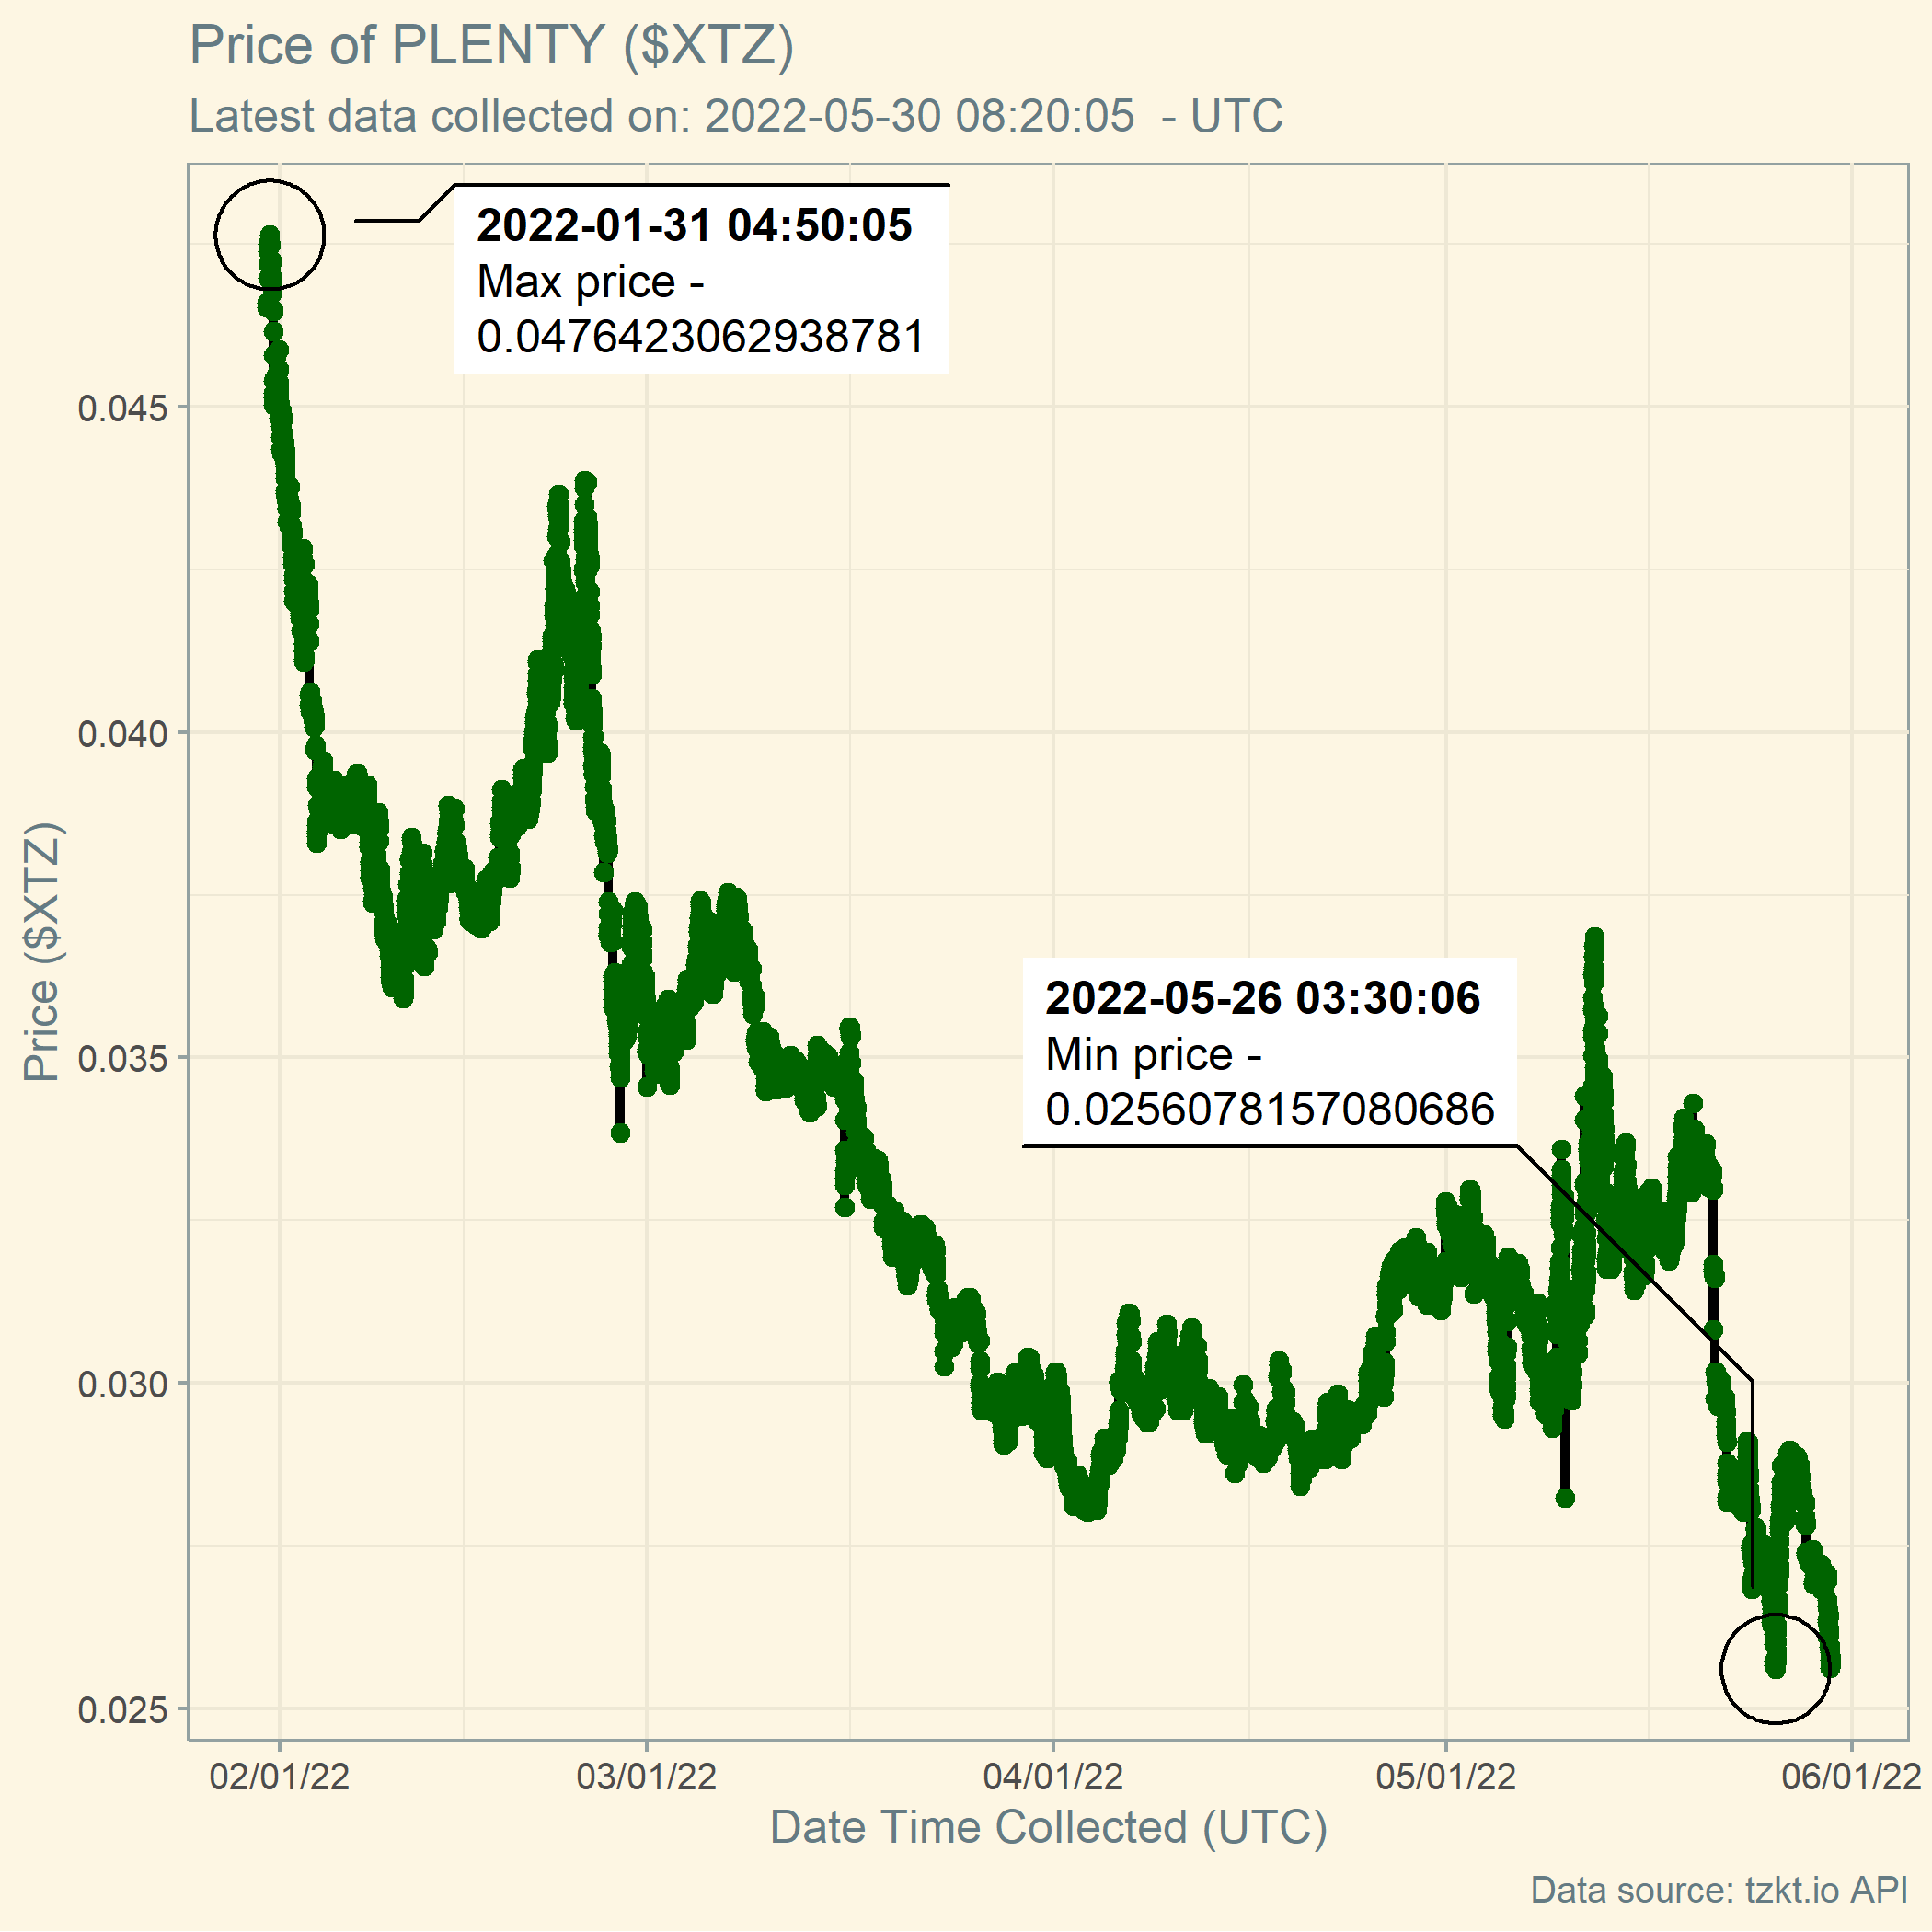 Price of PLENTY ($XTZ)
Latest data collected on: 2022-05-30 08:20:05  - UTC
2022-01-31 04:50:05
Max price -
0.0476423062938781
0.045
0.040
2022-05-26 03:30:06
Min price -
0.0256078157080686
0.035
0.030
0.025
Price ($XTZ)
02/01/22 03/01/22 04/01/22 05/01/22 06/01/22
Date Time Collected (UTC)
Data source: tzkt.io API